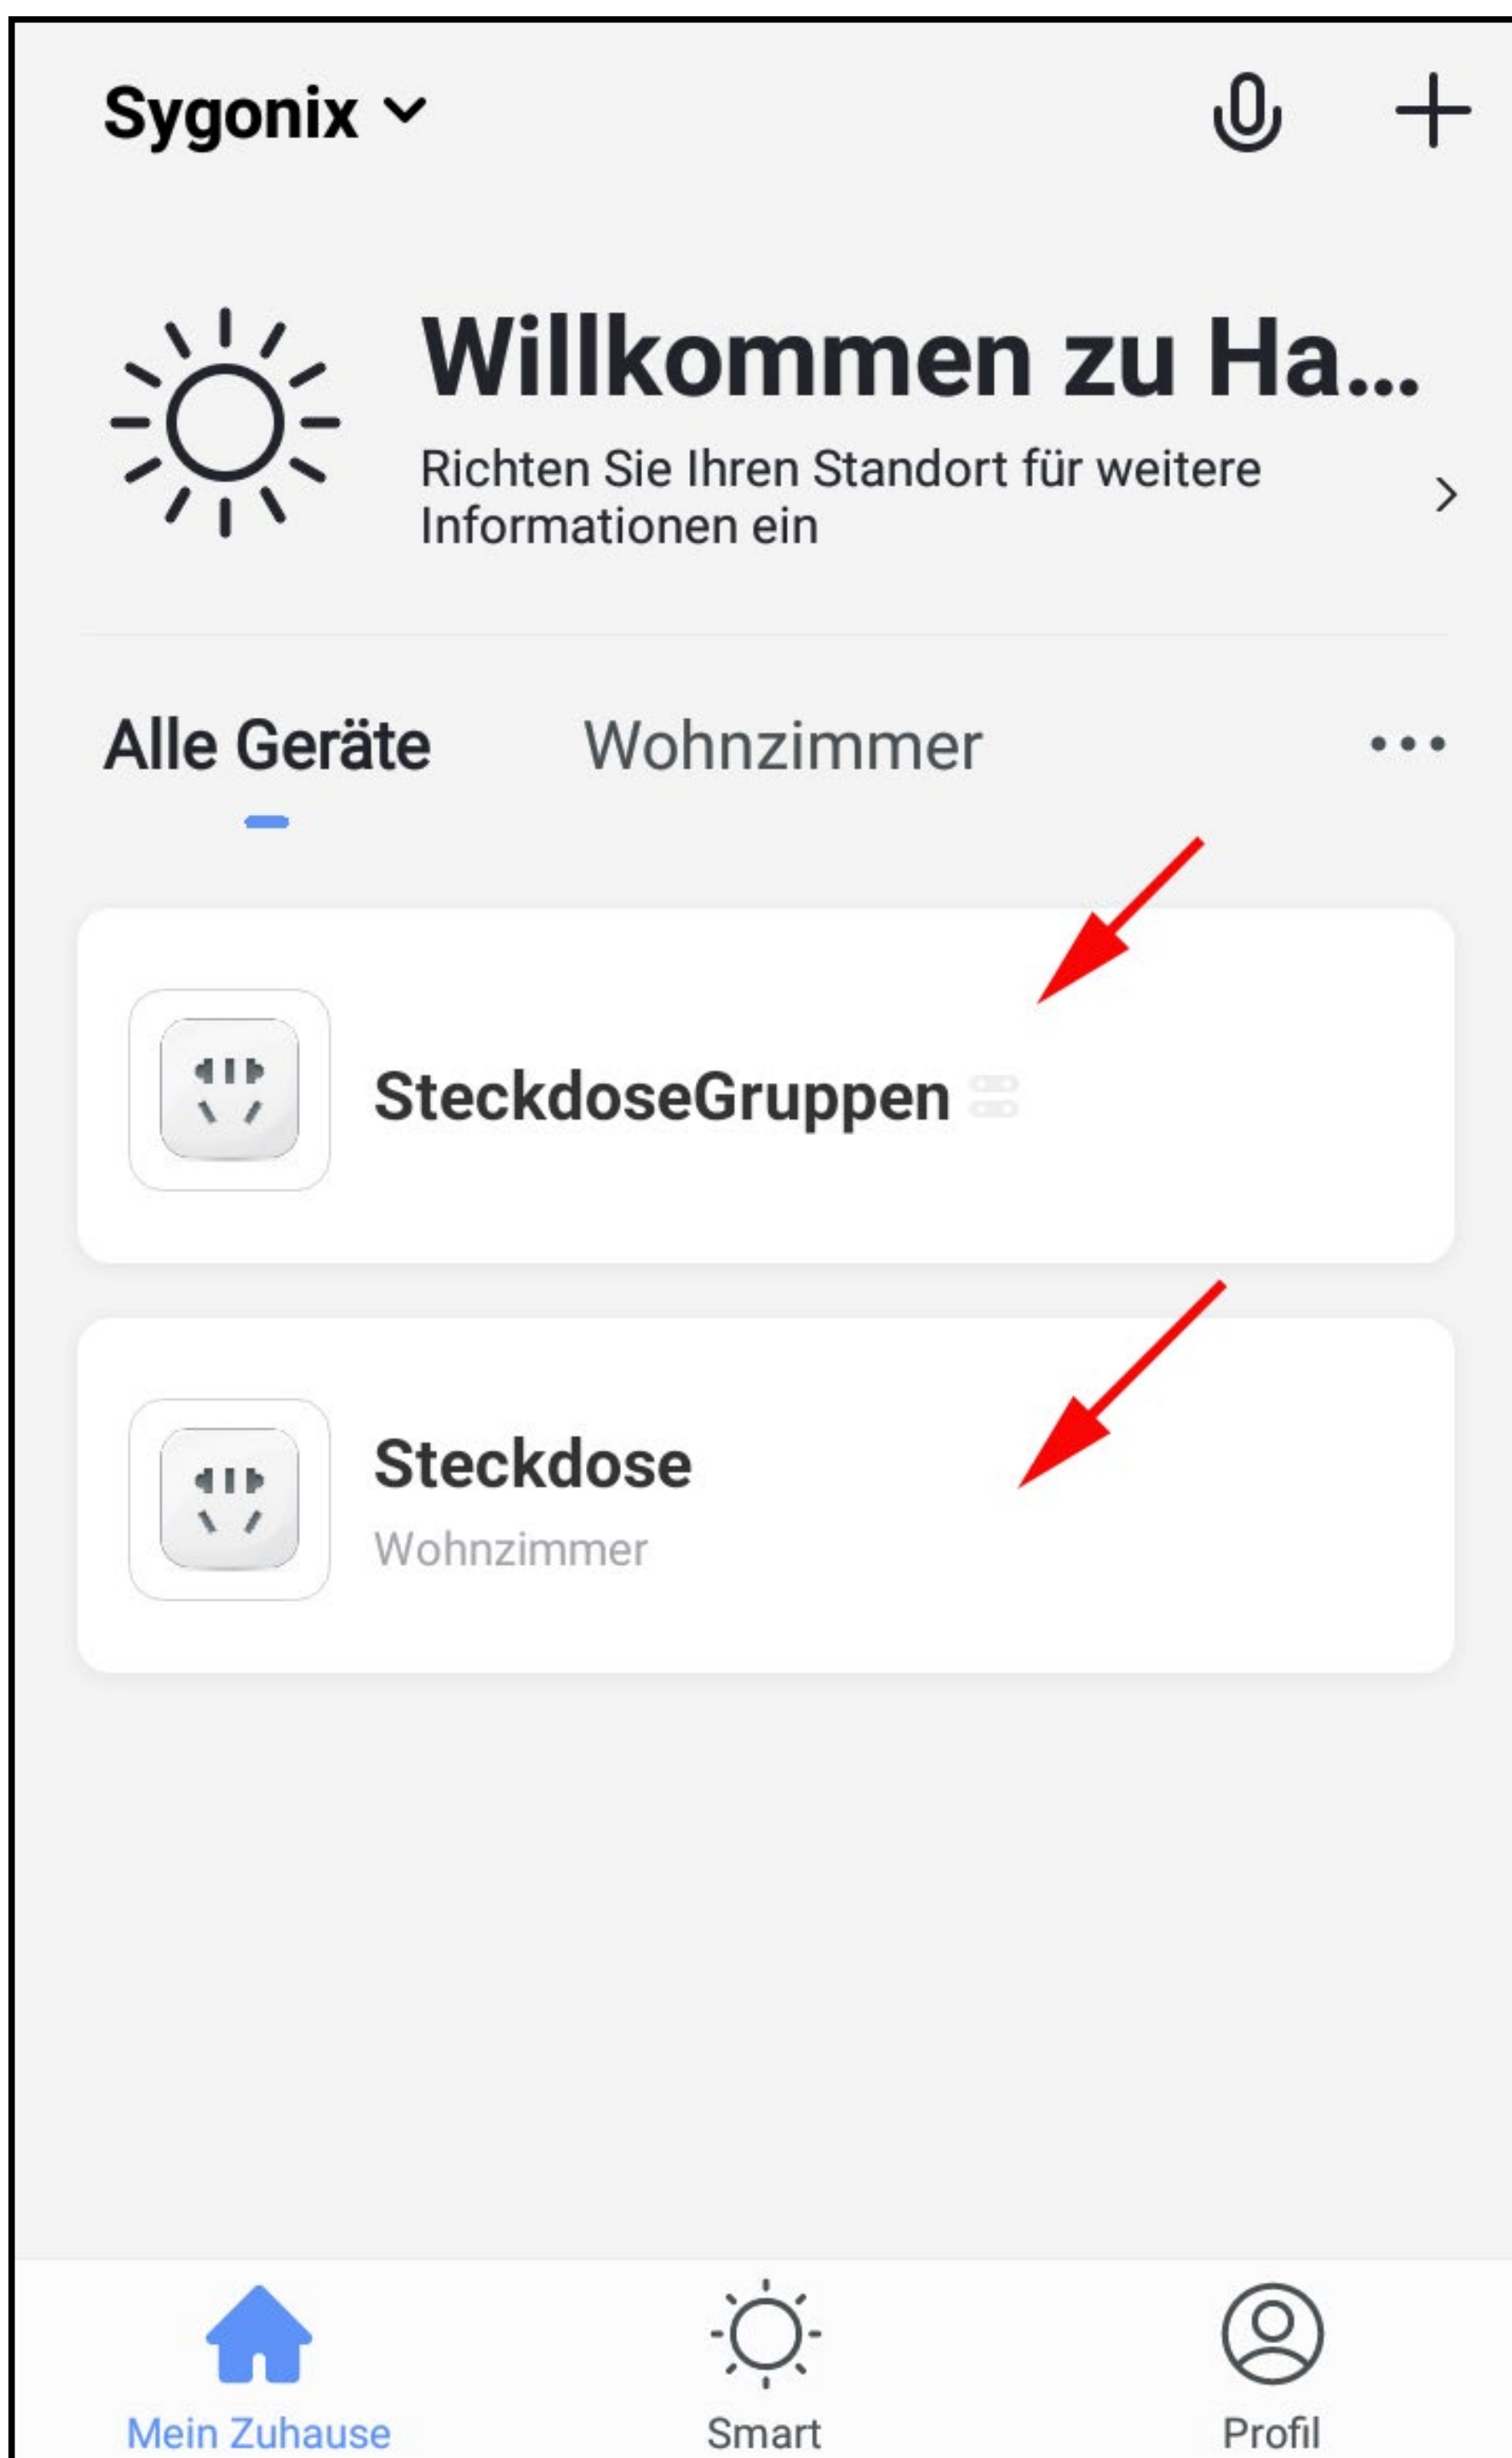 Sygonix
Willkommen zu Ha...
Richten Sie Ihren Standort für weitere
Informationen ein
Alle Geräte
Wohnzimmer
SteckdoseGruppen
Steckdose
Wohnzimmer
Mein Zuhause
Smart
Profil